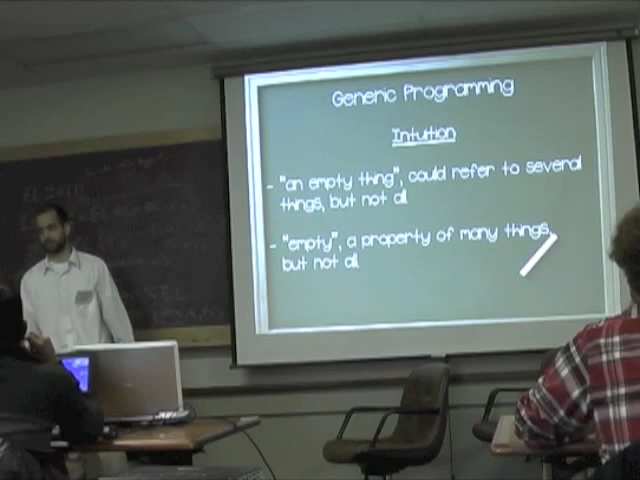 Generic Programming
Intuition
- "an empty thing", could refer to several
things, but not all.
- "empty", a property of many things,
but not all.